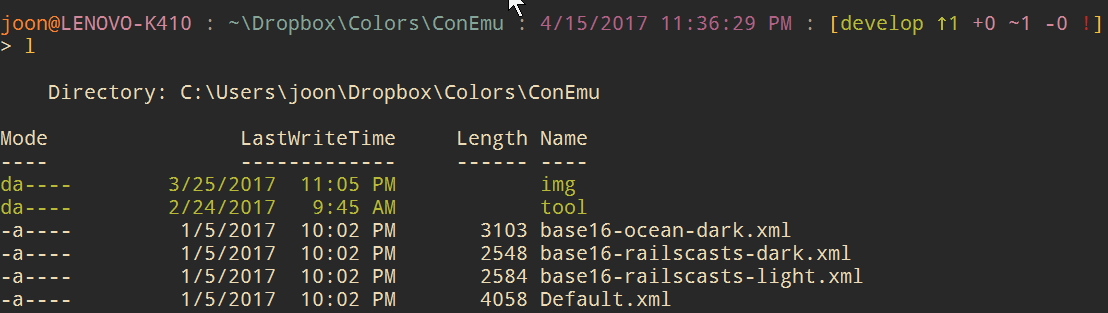 joon@LENOVO-K410 : ~\Dropbox\Colors\ConEmu : 4/15/2017 11:36:29 PM : [develop ↑1 +0 ~1 -0 !]
> l
    Directory: C:\Users\joon\Dropbox\Colors\ConEmu
Mode                LastWriteTime     Length Name
----                -------------     ------ ----
da----        3/25/2017  11:05 PM            img
da----        2/24/2017   9:45 AM            tool
-a----         1/5/2017  10:02 PM       3103 base16-ocean-dark.xml
-a----         1/5/2017  10:02 PM       2548 base16-railscasts-dark.xml
-a----         1/5/2017  10:02 PM       2584 base16-railscasts-light.xml
-a----         1/5/2017  10:02 PM       4058 Default.xml